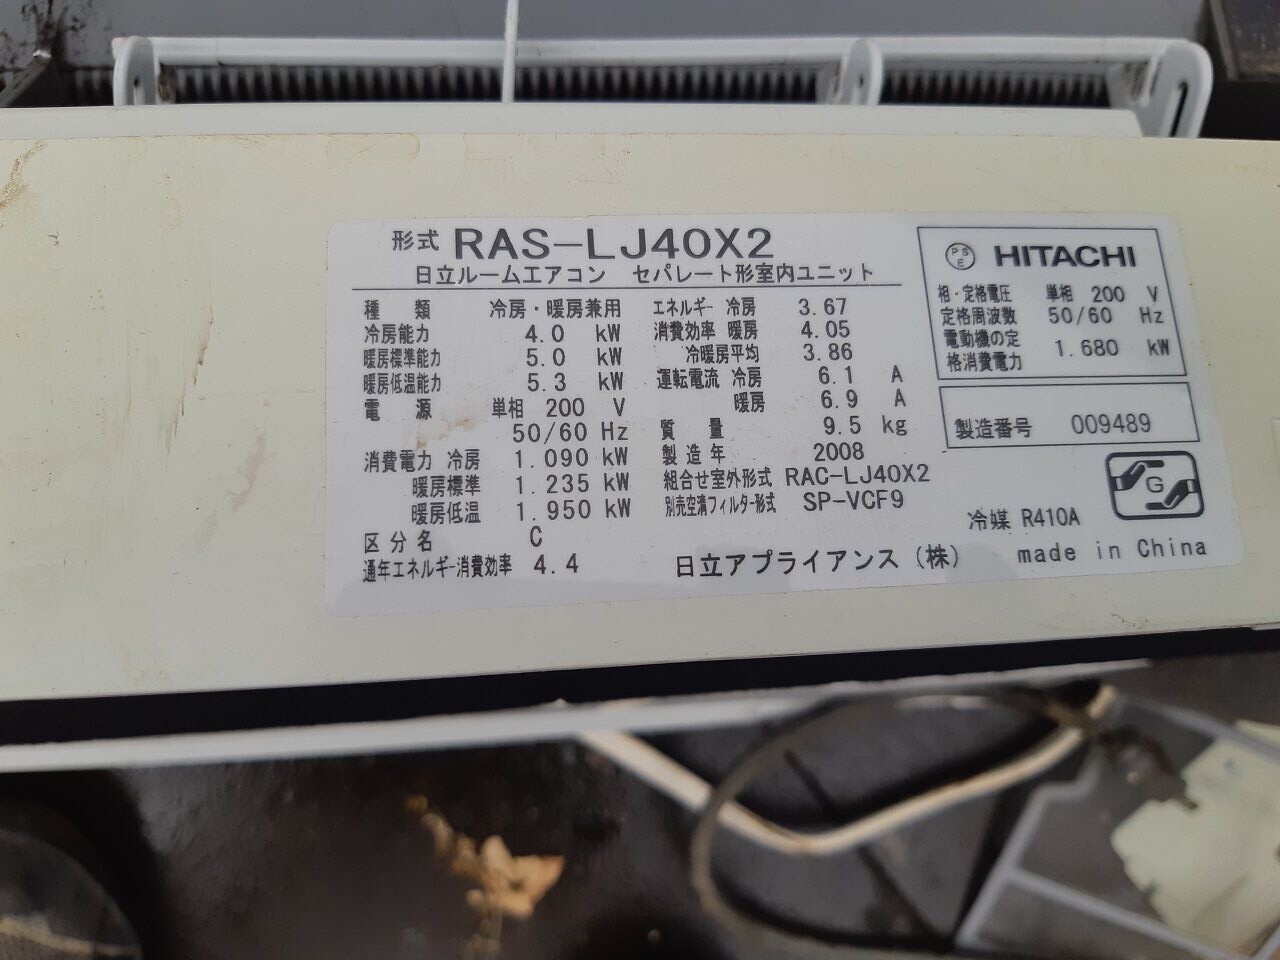 形式 RAS-LJ40X2
日立ルームエアコン セパレート形室内ユニット
種類 冷房・暖房兼用
冷房能力 4.0 kW
暖房標準能力 5.0 kW
暖房低温能力 5.3 kW
電源 単相 200 V
50/60 Hz
消費電力 冷房 1.090 kW
暖房標準 1.235 kW
暖房低温 1.950 kW
区分名 C
通年エネルギー消費効率 4.4
エネルギー 冷房 3.67
消費効率 暖房 4.05
冷暖房平均 3.86
運転電流 冷房 6.1 A
暖房 6.9 A
質量 9.5 kg
製造年 2008
組合せ室外形式 RAC-LJ40X2
別売空清フィルター形式 SP-VCF9
日立アプライアンス(株)
PSE HITACHI
相・定格電圧 単相 200 V
定格周波数 50/60 Hz
電動機の定
格消費電力 1.680 kW
製造番号 009489
G
冷媒 R410A
made in China